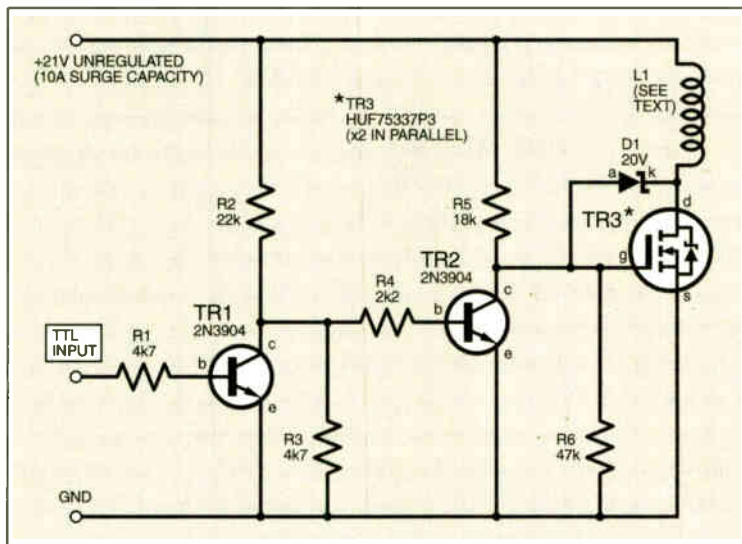 +21V UNREGULATED
(10A SURGE CAPACITY)
*TR3
HUF75337P3
(x2 IN PARALLEL)
L1
(SEE
TEXT)
D1
20V
a
k
R2
22k
R5
18k
TR3*
d
g
s
TR2
2N3904
R4
2k2
b
c
e
TR1
2N3904
TTL
INPUT
R1
4k7
b
c
e
R3
4k7
R6
47k
GND